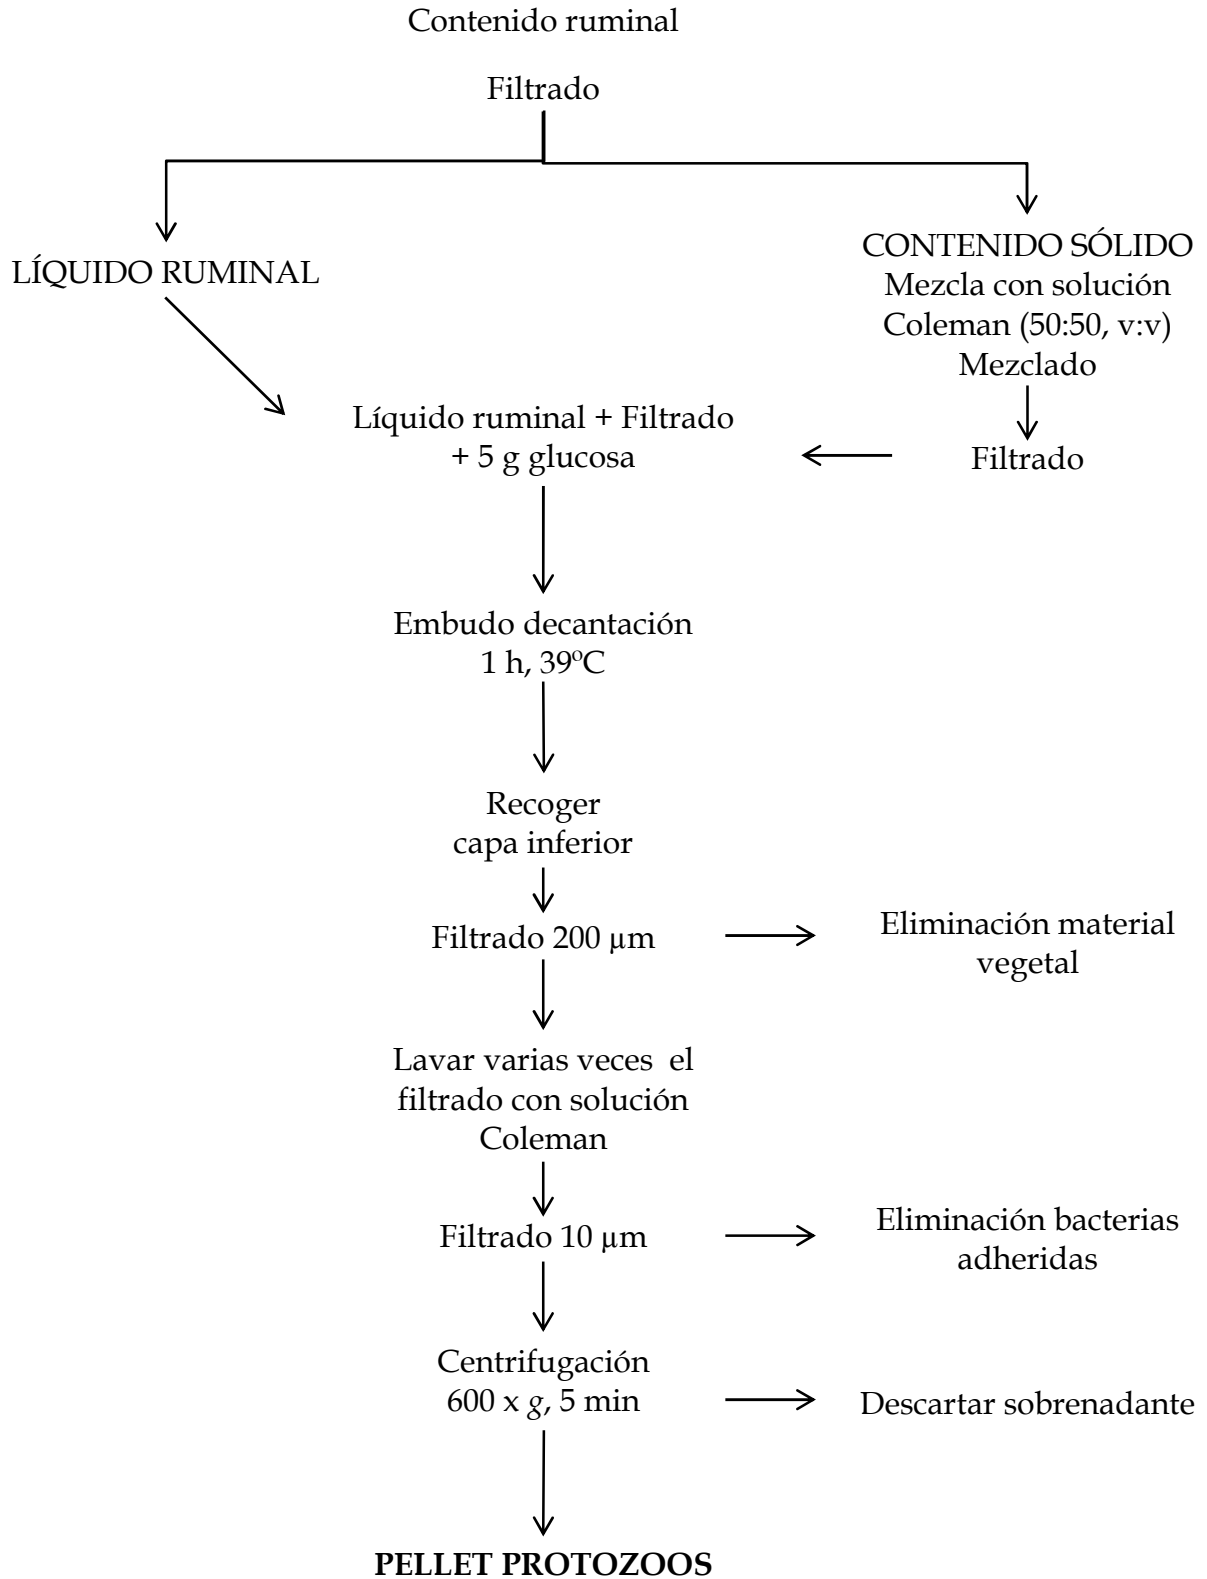 Contenido ruminal
Filtrado
LÍQUIDO RUMINAL
CONTENIDO SÓLIDO
Mezcla con solución
Coleman (50:50, v:v)
Mezclado
Líquido ruminal + Filtrado
+ 5 g glucosa
Filtrado
Embudo decantación
1 h, 39ºC
Recoger
capa inferior
Filtrado 200 µm
Eliminación material
vegetal
Lavar varias veces el
filtrado con solución
Coleman
Filtrado 10 µm
Eliminación bacterias
adheridas
Centrifugación
600 x g, 5 min
Descartar sobrenadante
PELLET PROTOZOOS